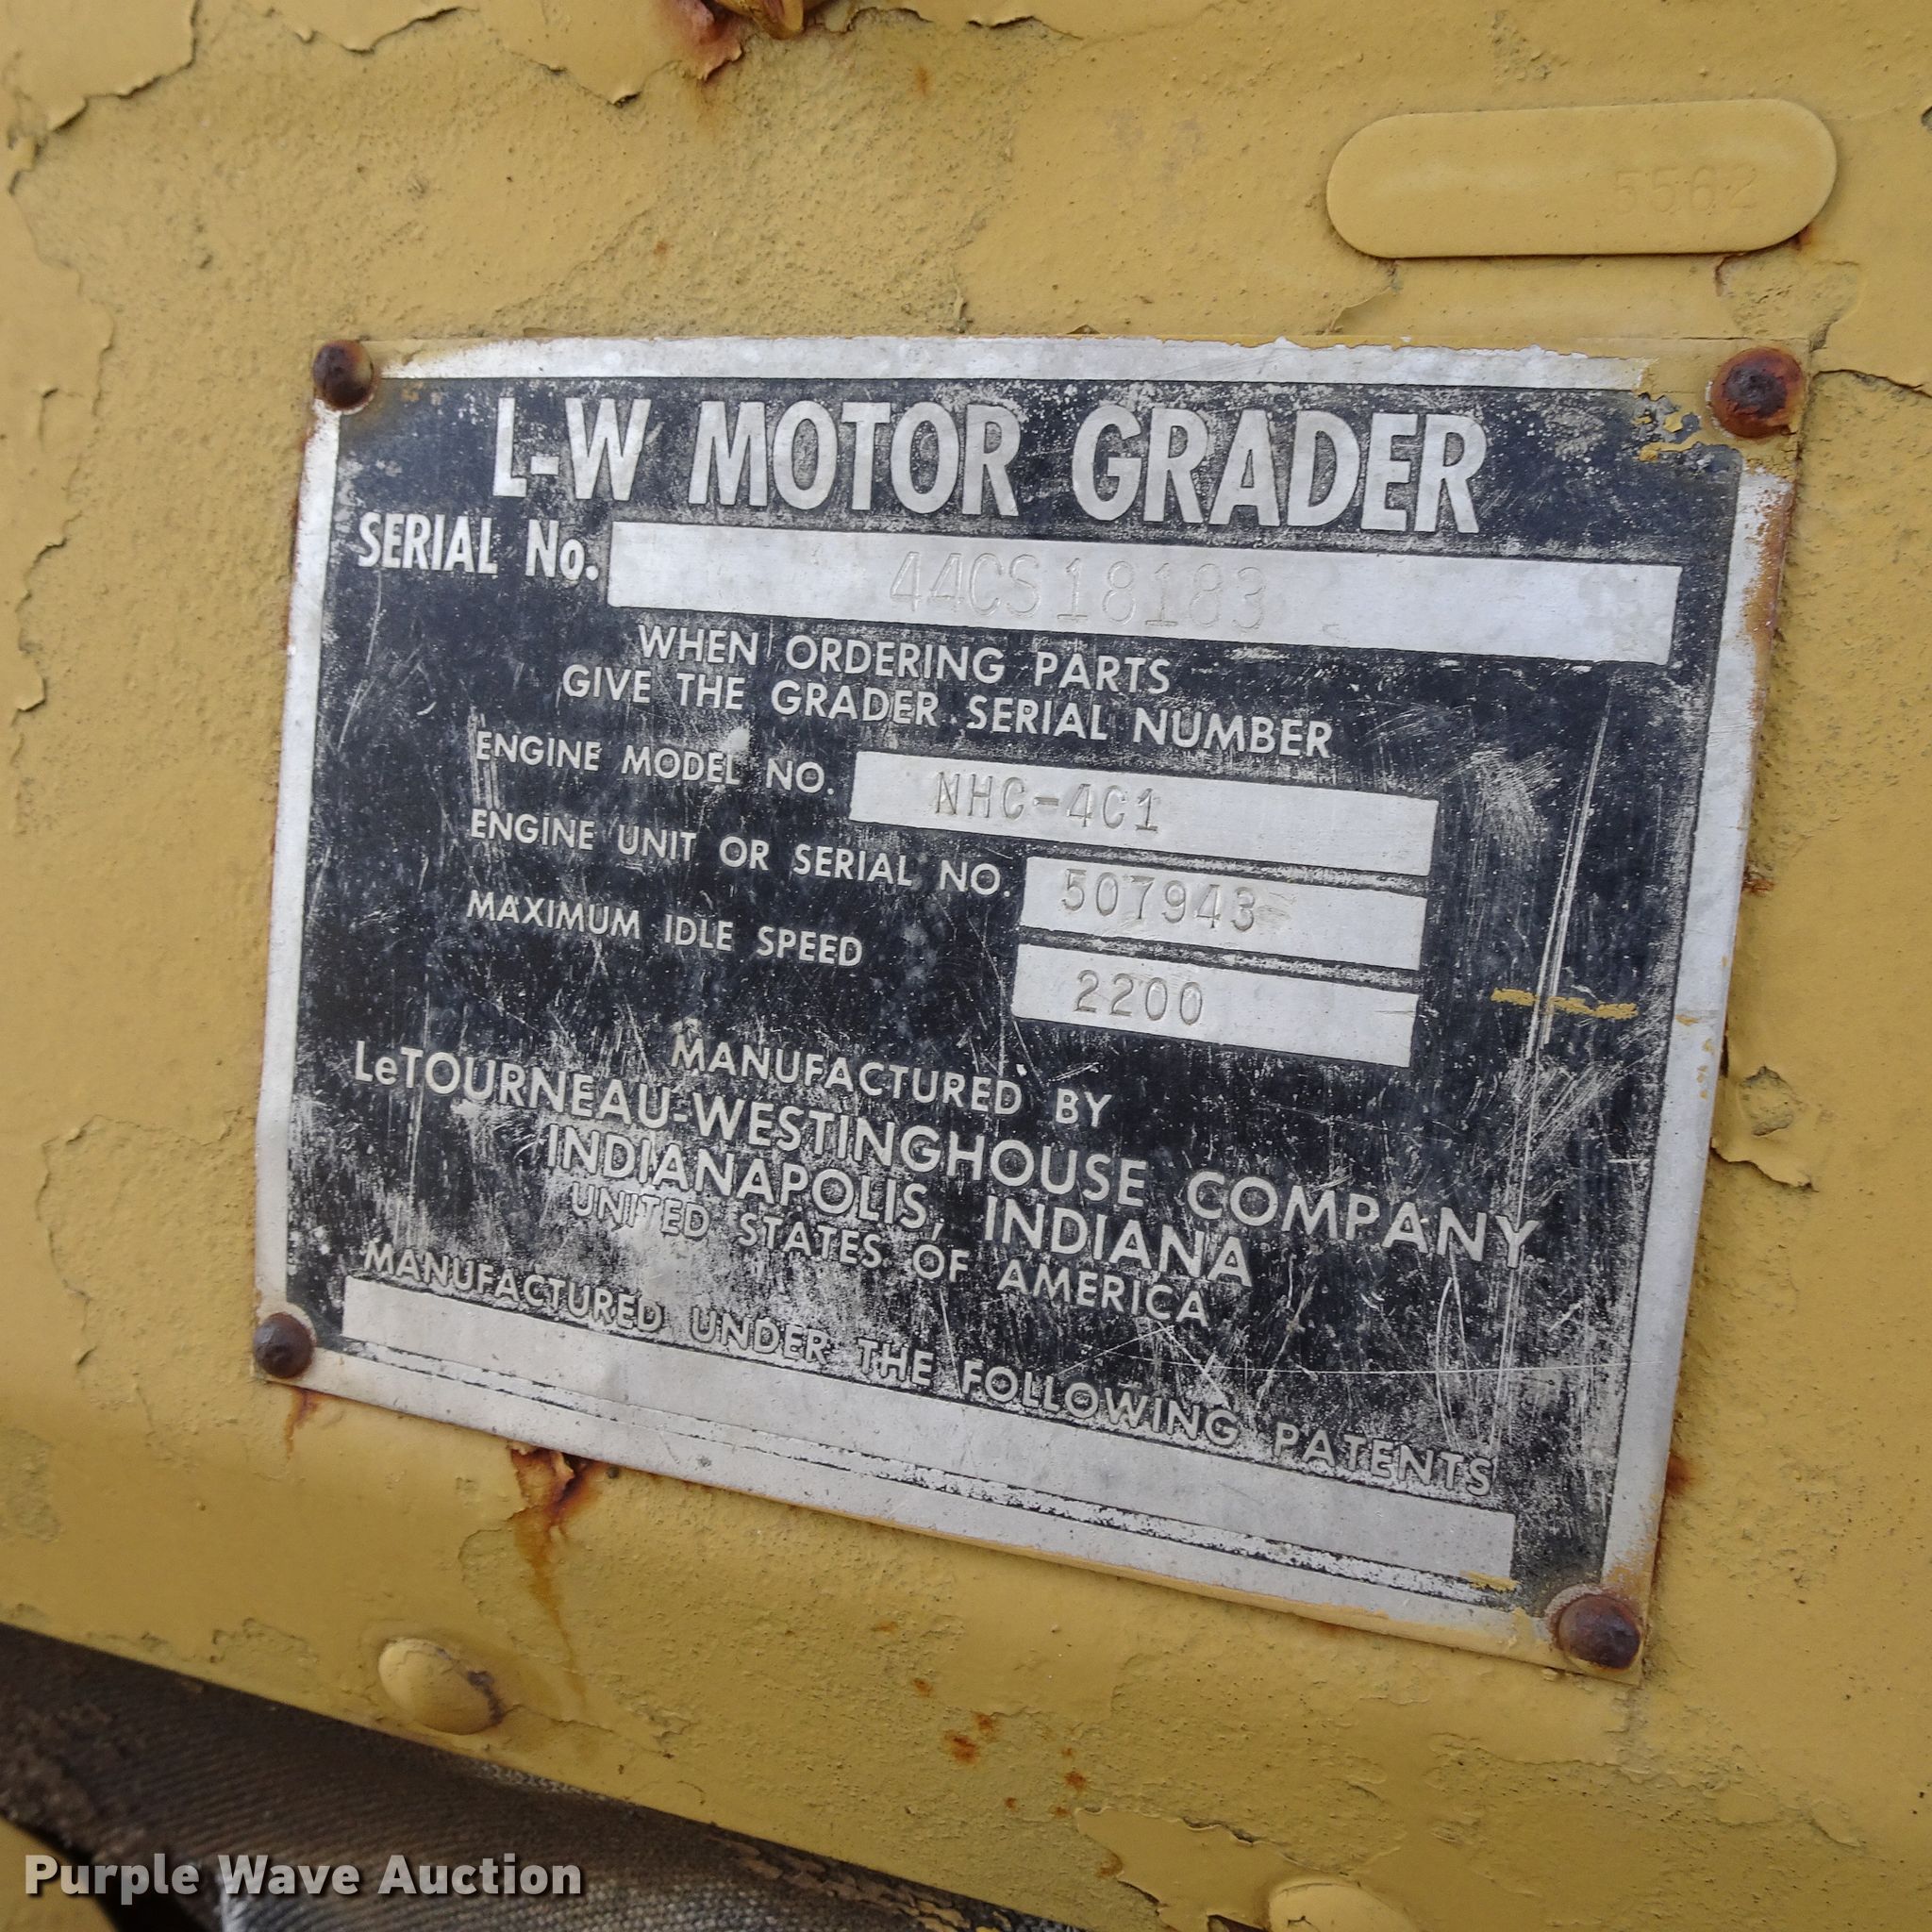 5562
L-W MOTOR GRADER
SERIAL No. 44CS18183
WHEN ORDERING PARTS
GIVE THE GRADER SERIAL NUMBER
ENGINE MODEL NO. NHC-4C1
ENGINE UNIT OR SERIAL NO. 507943
MAXIMUM IDLE SPEED 2200
MANUFACTURED BY
LeTOURNEAU-WESTINGHOUSE COMPANY
INDIANAPOLIS, INDIANA
UNITED STATES OF AMERICA
MANUFACTURED UNDER THE FOLLOWING PATENTS
Purple Wave Auction